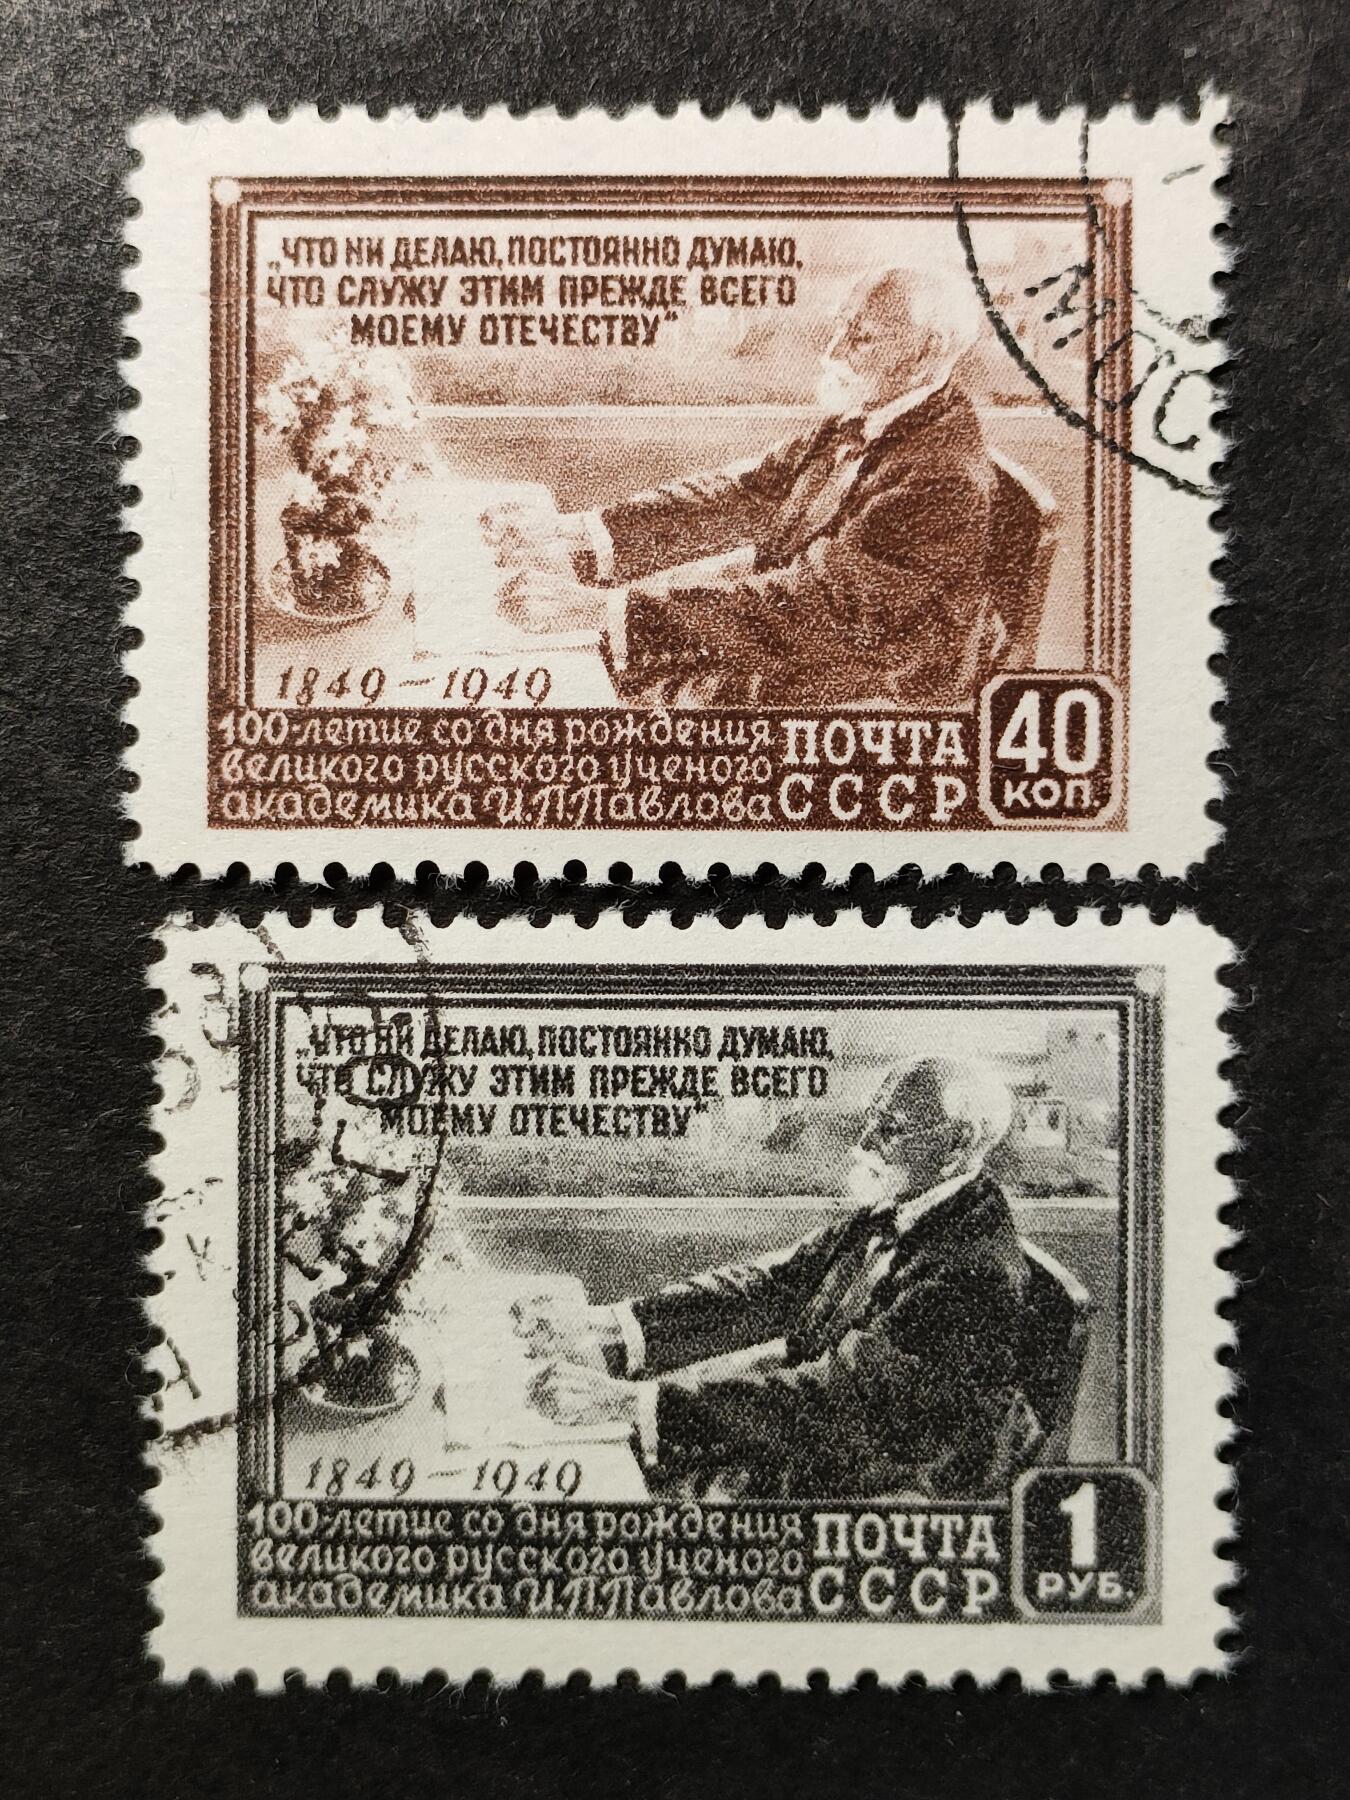 „ЧТО НИ ДЕЛАЮ, ПОСТОЯННО ДУМАЮ,
ЧТО СЛУЖУ ЭТИМ ПРЕЖДЕ ВСЕГО
МОЕМУ ОТЕЧЕСТВУ“
МОС
1849-1949
100-летие со дня рождения
великого русского ученого
академика И.П.Павлова
ПОЧТА
СССР
40
КОП.
„ЧТО НИ ДЕЛАЮ, ПОСТОЯННО ДУМАЮ,
ЧТО СЛУЖУ ЭТИМ ПРЕЖДЕ ВСЕГО
МОЕМУ ОТЕЧЕСТВУ“
1849-1949
100-летие со дня рождения
великого русского ученого
академика И.П.Павлова
ПОЧТА
СССР
1
РУБ.